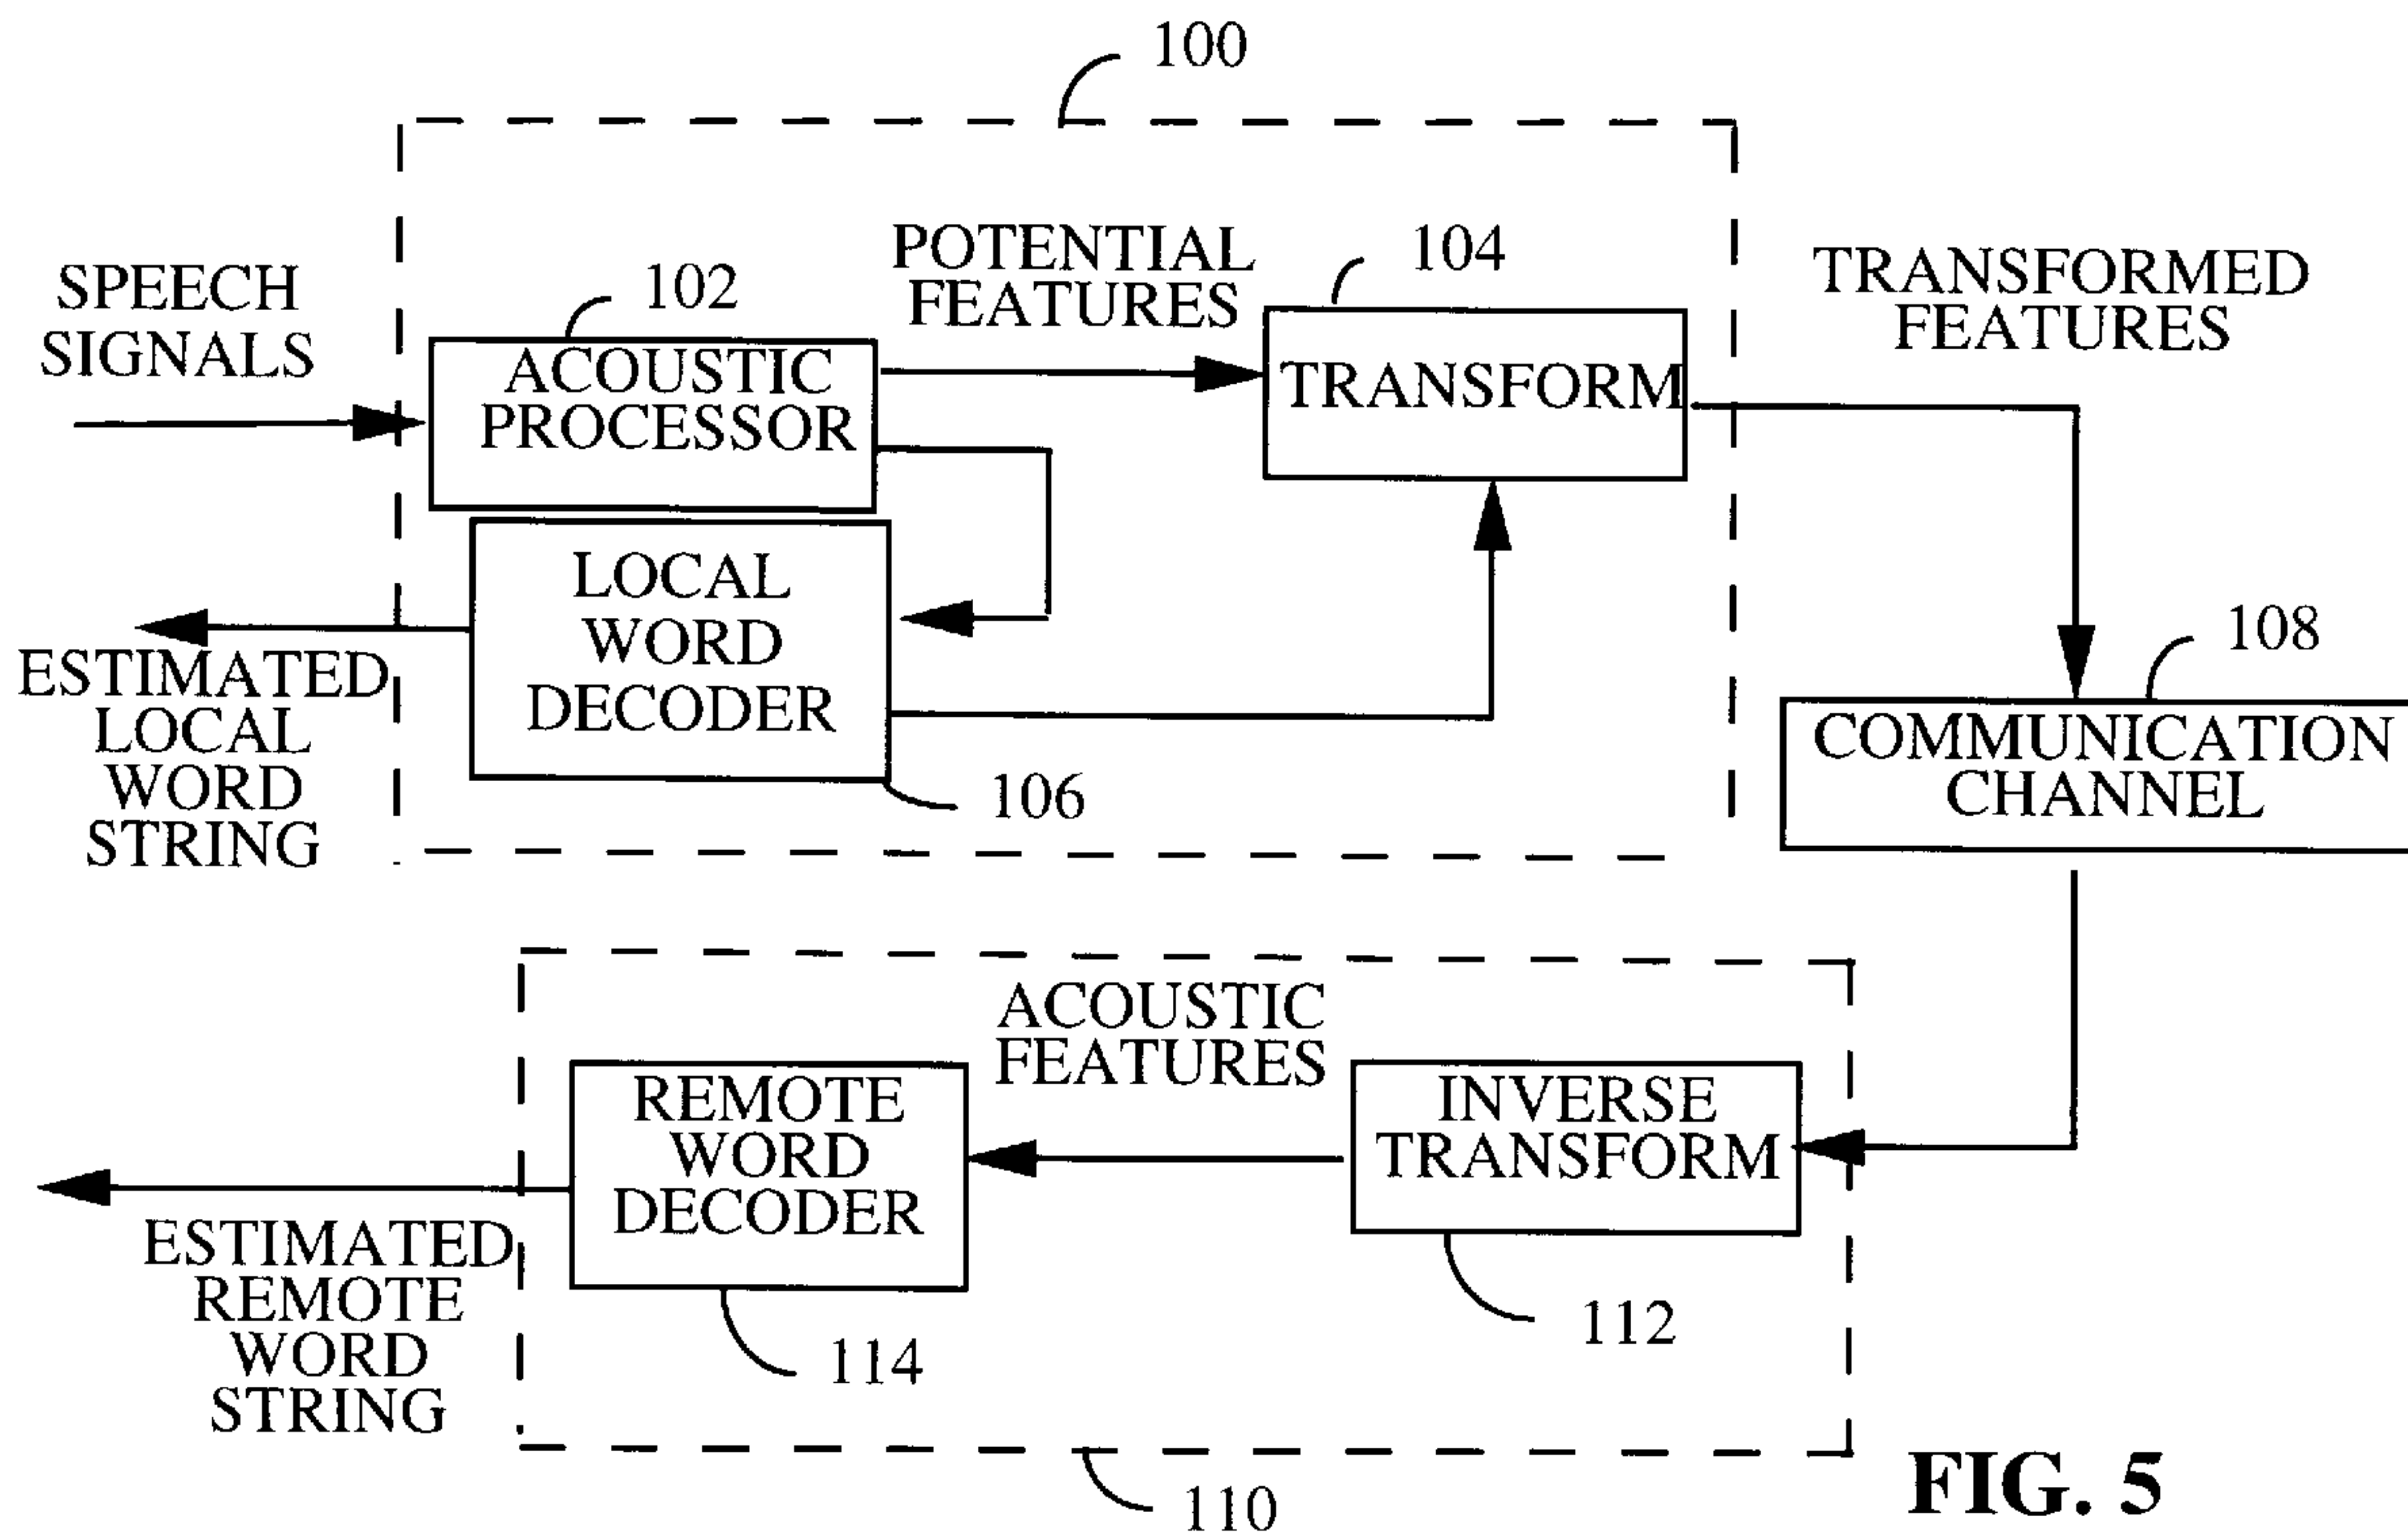 100
SPEECH
SIGNALS
102
ACOUSTIC
PROCESSOR
POTENTIAL
FEATURES
104
TRANSFORM
TRANSFORMED
FEATURES
LOCAL
WORD
DECODER
106
ESTIMATED
LOCAL
WORD
STRING
108
COMMUNICATION
CHANNEL
ACOUSTIC
FEATURES
REMOTE
WORD
DECODER
INVERSE
TRANSFORM
112
114
ESTIMATED
REMOTE
WORD
STRING
110
FIG. 5